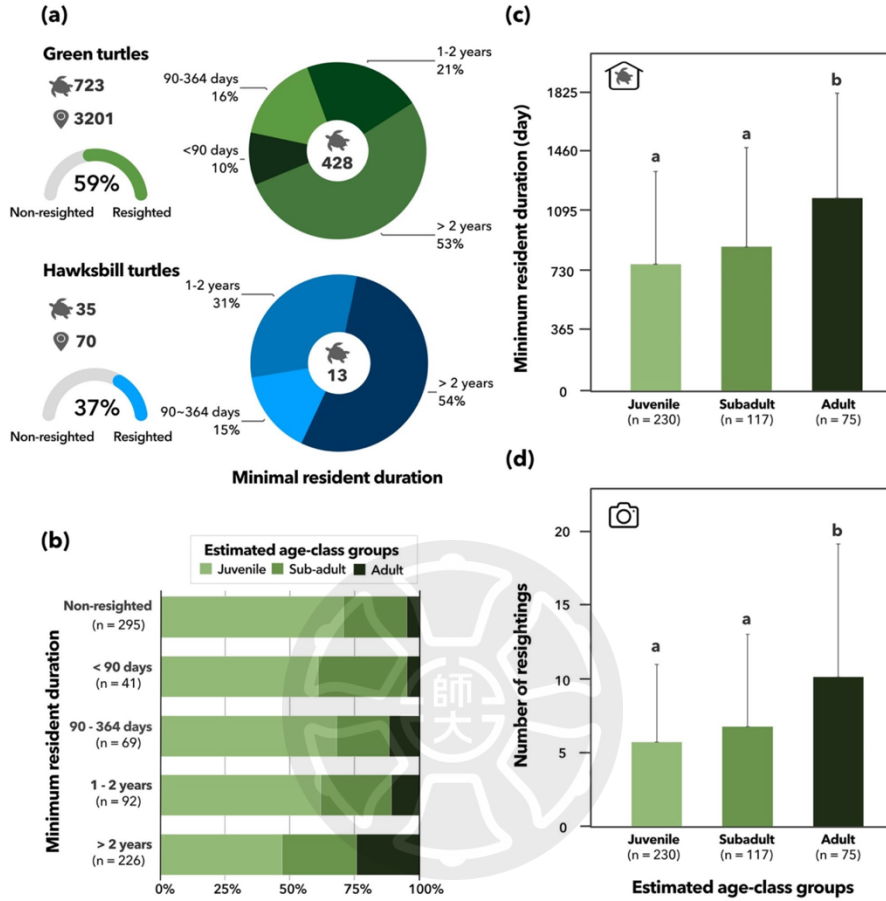 (a)
Green turtles
723
3201
59%
Non-resighted
Resighted
1-2 years
21%
90-364 days
16%
<90 days
10%
428
> 2 years
53%
Hawksbill turtles
35
70
37%
Non-resighted
Resighted
1-2 years
31%
13
> 2 years
54%
90~364 days
15%
Minimal resident duration
(b)
Estimated age-class groups
Juvenile
Sub-adult
Adult
Minimum resident duration
Non-resighted
(n = 295)
< 90 days
(n = 41)
90 - 364 days
(n = 69)
1 - 2 years
(n = 92)
> 2 years
(n = 226)
0%
25%
50%
75%
100%
師大
(c)
Minimum resident duration (day)
1825
1460
1095
730
365
0
a
a
b
Juvenile
(n = 230)
Subadult
(n = 117)
Adult
(n = 75)
(d)
Number of resightings
20
15
10
5
0
a
a
b
Juvenile
(n = 230)
Subadult
(n = 117)
Adult
(n = 75)
Estimated age-class groups